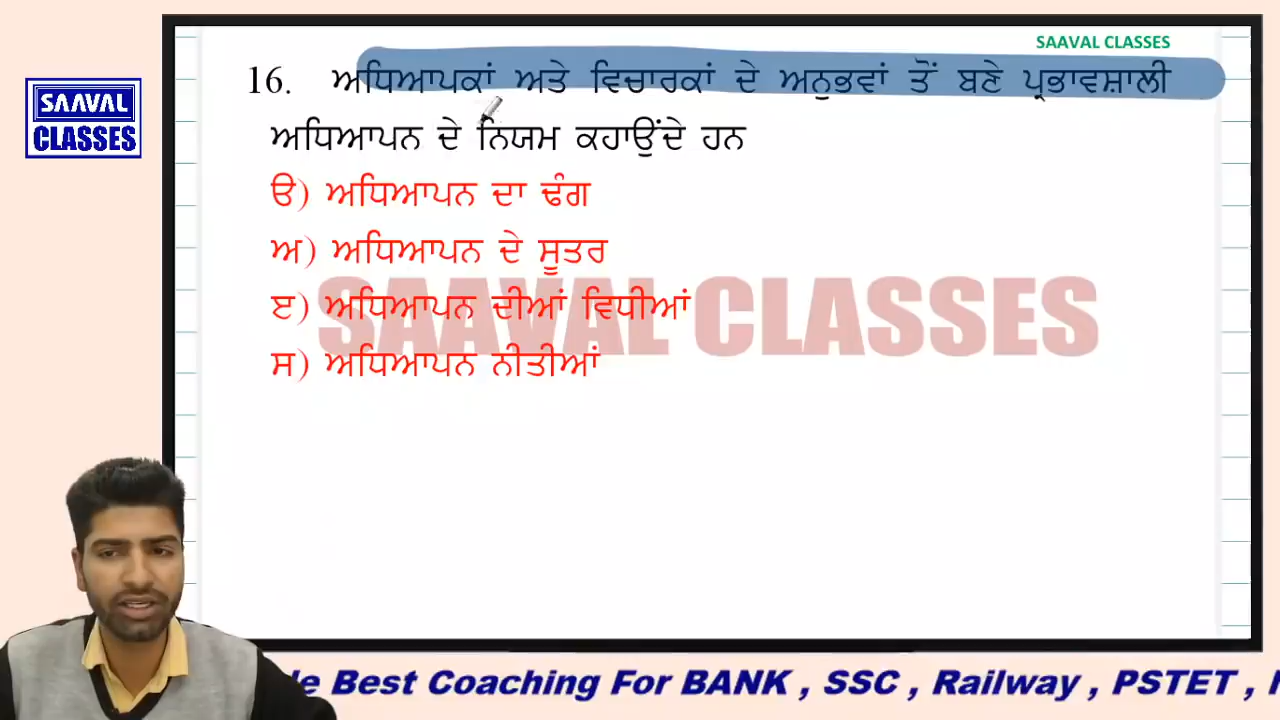 SAAVAL CLASSES
SAAVAL
CLASSES
16. ਅਧਿਆਪਕਾਂ ਅਤੇ ਵਿਚਾਰਕਾਂ ਦੇ ਅਨੁਭਵਾਂ ਤੋਂ ਬਣੇ ਪ੍ਰਭਾਵਸ਼ਾਲੀ
ਅਧਿਆਪਨ ਦੇ ਨਿਯਮ ਕਹਾਉਂਦੇ ਹਨ
ੳ) ਅਧਿਆਪਨ ਦਾ ਢੰਗ
ਅ) ਅਧਿਆਪਨ ਦੇ ਸੂਤਰ
ੲ) ਅਧਿਆਪਨ ਦੀਆਂ ਵਿਧੀਆਂ
ਸ) ਅਧਿਆਪਨ ਨੀਤੀਆਂ
SAAVAL CLASSES
Best Coaching For BANK , SSC , Railway , PSTET ,